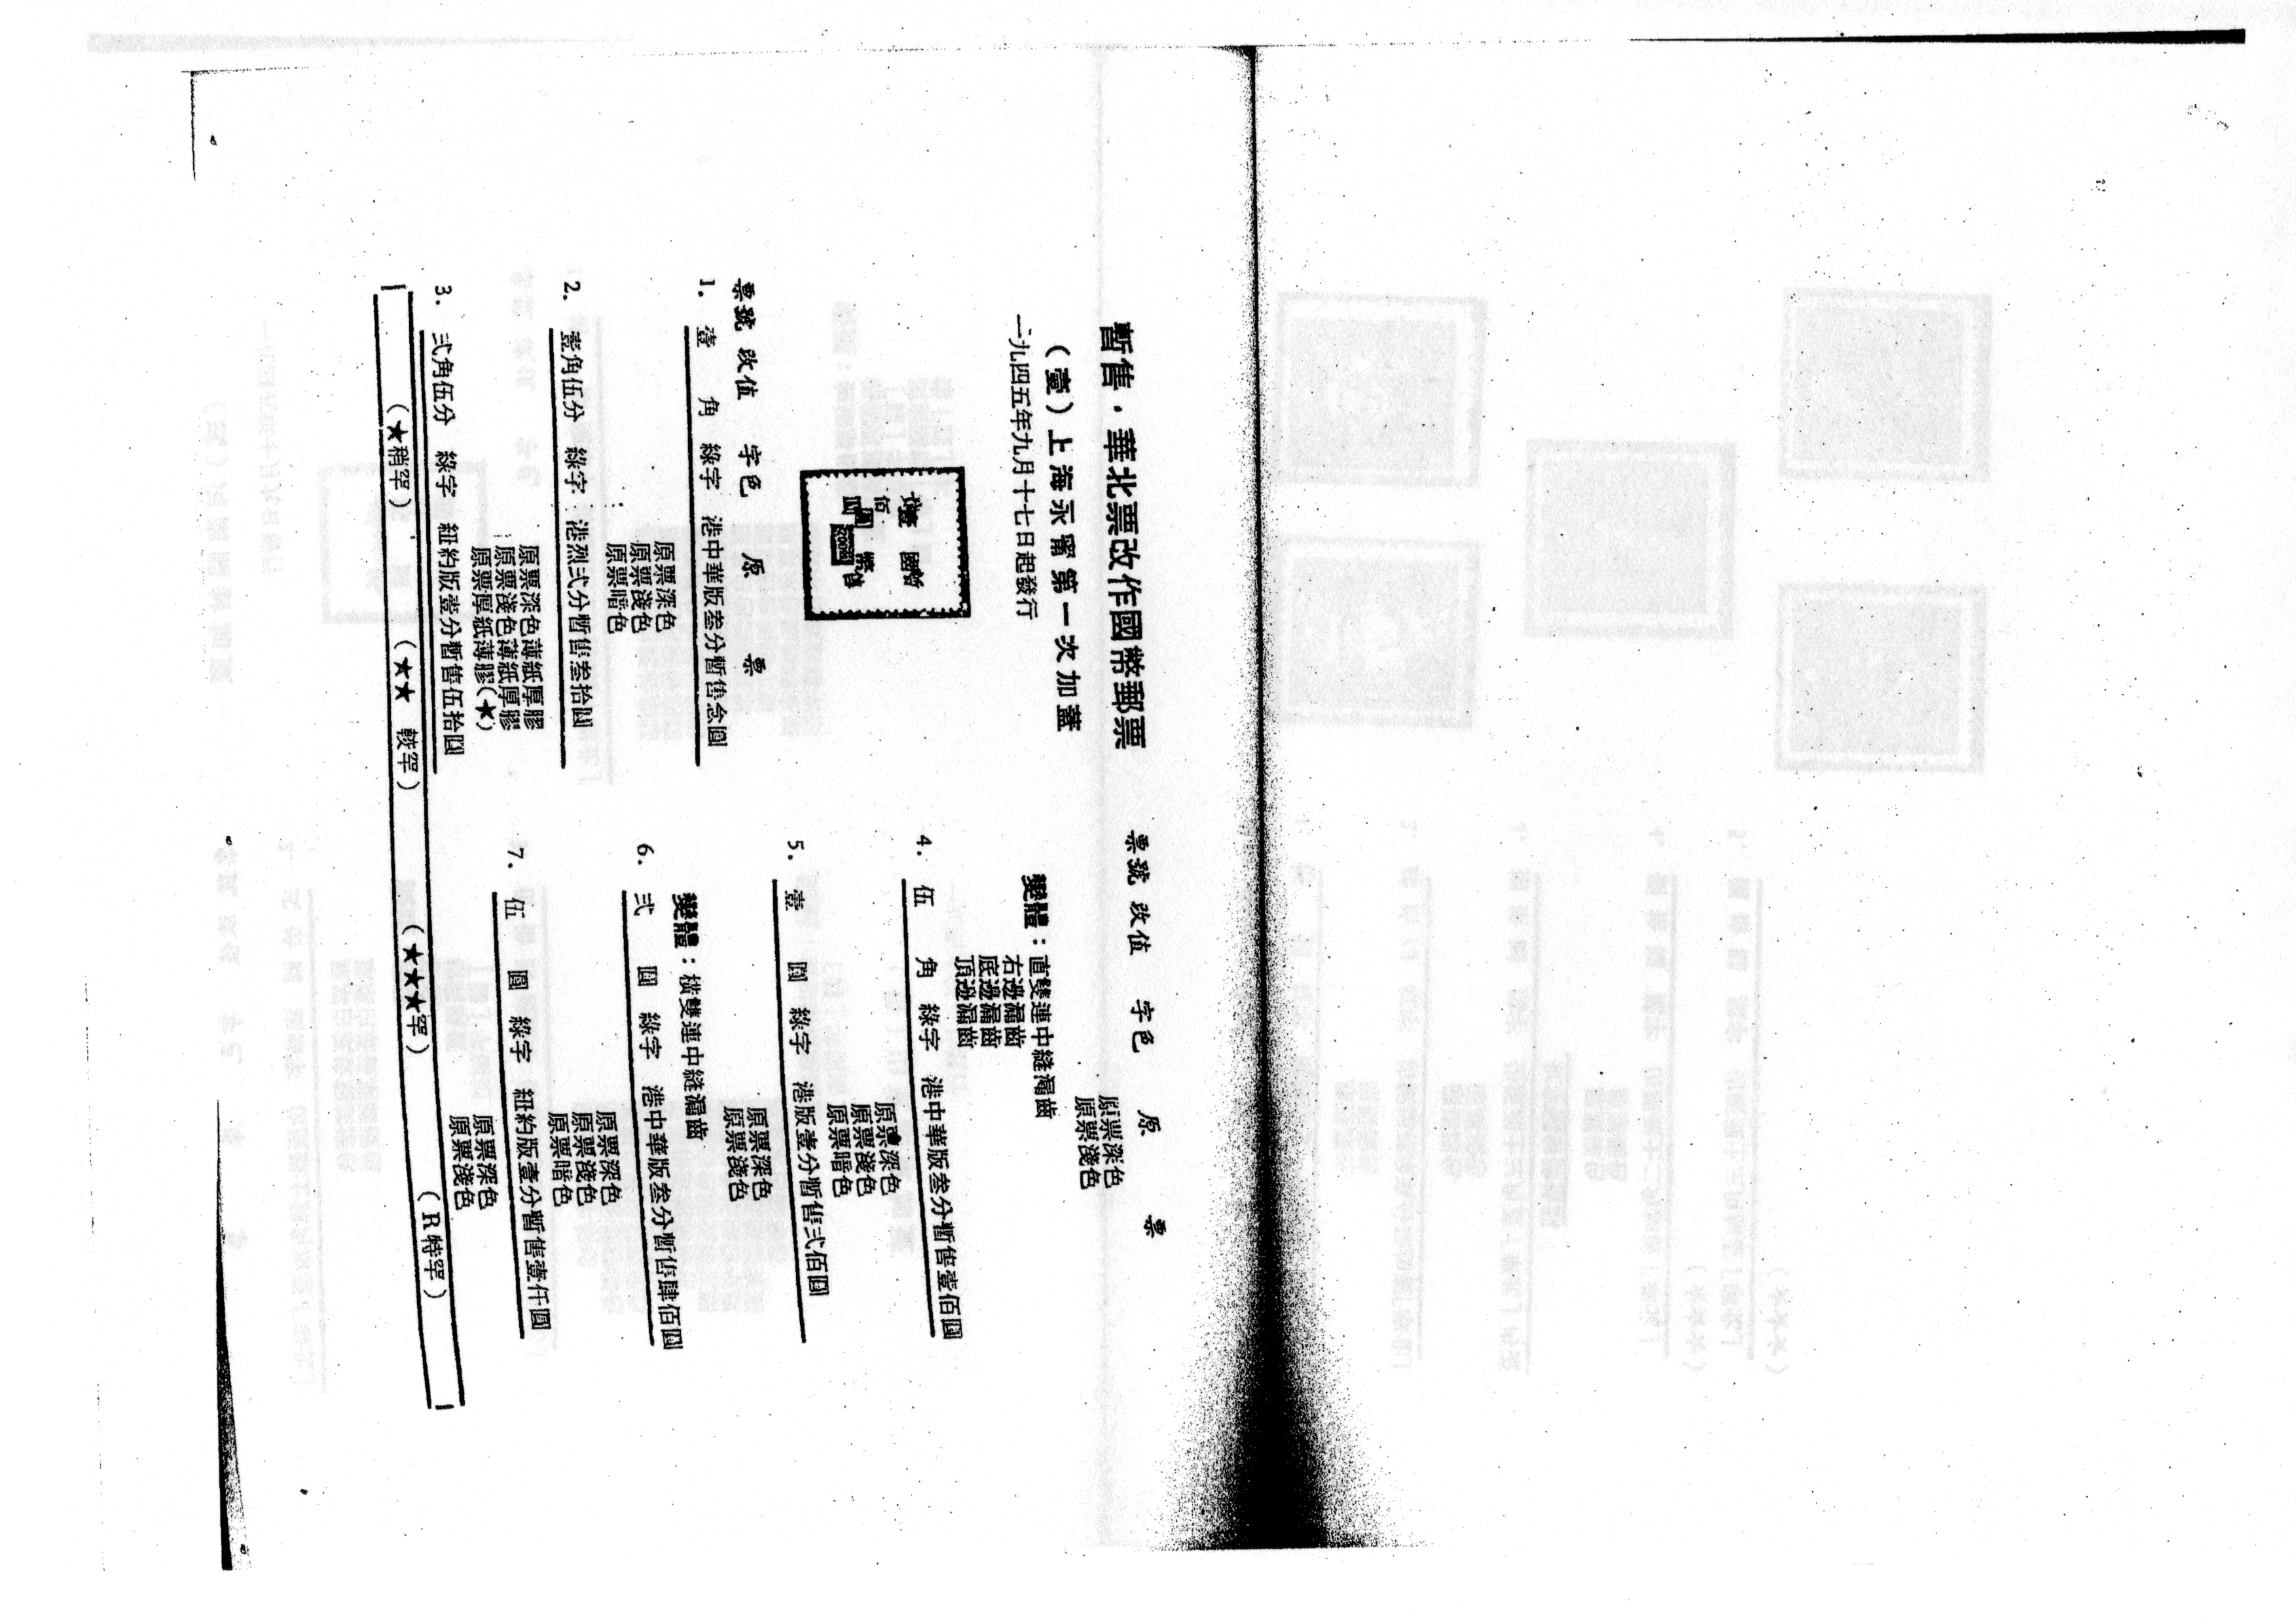 暫售．華北票改作國幣郵票
（壹）上海永甯第一次加蓋
一九四五年九月十七日起發行
票號 改值 字色 原 票
1. 壹 角 綠字 港中華版叁分暫售念圓
原票深色
原票淺色
原票暗色
2. 壹角伍分 綠字 港烈弍分暫售叁拾圓
原票深色薄紙厚膠
原票淺色薄紙厚膠
原票厚紙薄膠(★)
3. 弍角伍分 綠字 紐約版壹分暫售伍拾圓
票號 改值 字色 原 票
原票深色
原票淺色
變體：直雙連中縫漏齒
右邊漏齒
底邊漏齒
頂邊漏齒
4. 伍 角 綠字 港中華版叁分暫售壹佰圓
原票深色
原票淺色
原票暗色
5. 壹 圓 綠字 港版壹分暫售弍佰圓
原票深色
原票淺色
變體：橫雙連中縫漏齒
6. 弍 圓 綠字 港中華版叁分暫售肆佰圓
原票深色
原票淺色
原票暗色
7. 伍 圓 綠字 紐約版壹分暫售壹仟圓
原票深色
原票淺色
（★稍罕） （★★ 較罕） （★★★罕） （R特罕）